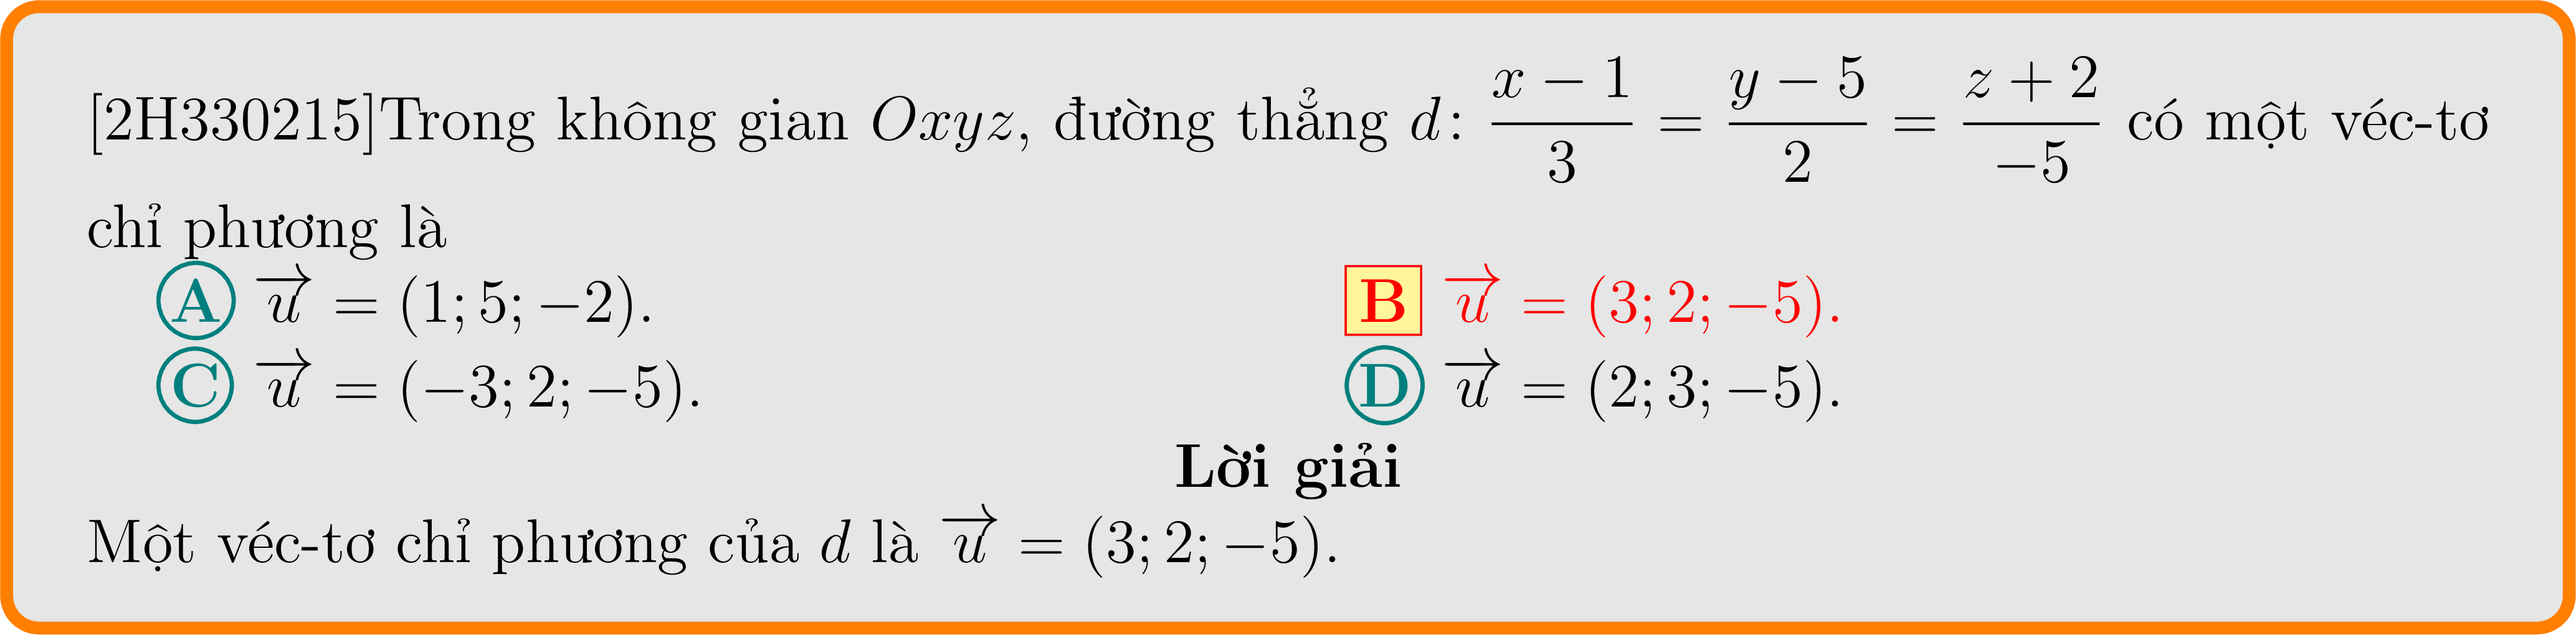 [2H330215]Trong không gian Oxyz, đường thẳng d: \frac{x-1}{3} = \frac{y-5}{2} = \frac{z+2}{-5} có một véc-tơ
chỉ phương là
A \overrightarrow{u} = (1; 5; −2). B \overrightarrow{u} = (3; 2; −5).
C \overrightarrow{u} = (−3; 2; −5). D \overrightarrow{u} = (2; 3; −5).
Lời giải
Một véc-tơ chỉ phương của d là \overrightarrow{u} = (3; 2; −5).